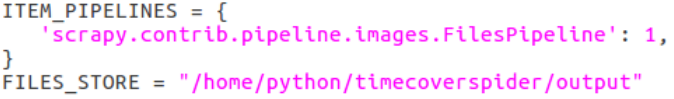 ITEM_PIPELINES = {
   'scrapy.contrib.pipeline.images.FilesPipeline': 1,
}
FILES_STORE = "/home/python/timecoverspider/output"